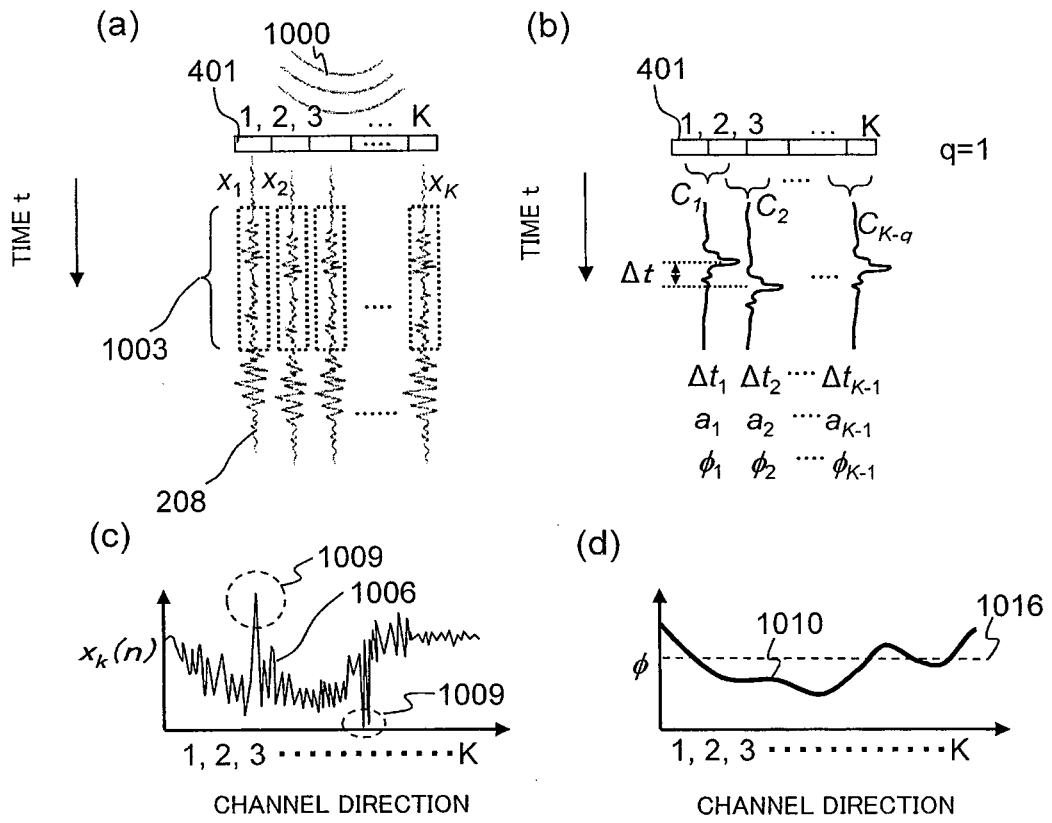 (a)
1000
401
1, 2, 3 ... K
....
TIME t
x1 x2 xK
1003
....
......
208
(b)
401
1, 2, 3 ... K
q=1
TIME t
C1 C2 .... CK-q
Δt
....
Δt1 Δt2 .... ΔtK-1
a1 a2 .... aK-1
ϕ1 ϕ2 .... ϕK-1
(c)
1009
1006
xk(n)
1009
1, 2, 3 .................. K
CHANNEL DIRECTION
(d)
1016
1010
ϕ
1, 2, 3 .................. K
CHANNEL DIRECTION